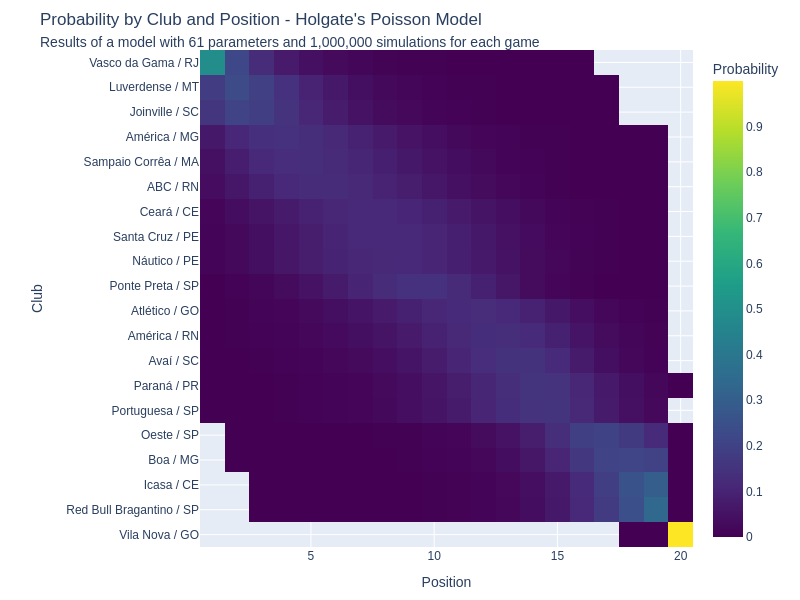 Probability by Club and Position - Holgate's Poisson Model
Results of a model with 61 parameters and 1,000,000 simulations for each game
Probability
Vasco da Gama / RJ
Luverdense / MT
Joinville / SC
América / MG
Sampaio Corrêa / MA
ABC / RN
Ceará / CE
Santa Cruz / PE
Náutico / PE
Ponte Preta / SP
Atlético / GO
América / RN
Avaí / SC
Paraná / PR
Portuguesa / SP
Oeste / SP
Boa / MG
Icasa / CE
Red Bull Bragantino / SP
Vila Nova / GO
Club
5
10
15
20
Position
0.9
0.8
0.7
0.6
0.5
0.4
0.3
0.2
0.1
0